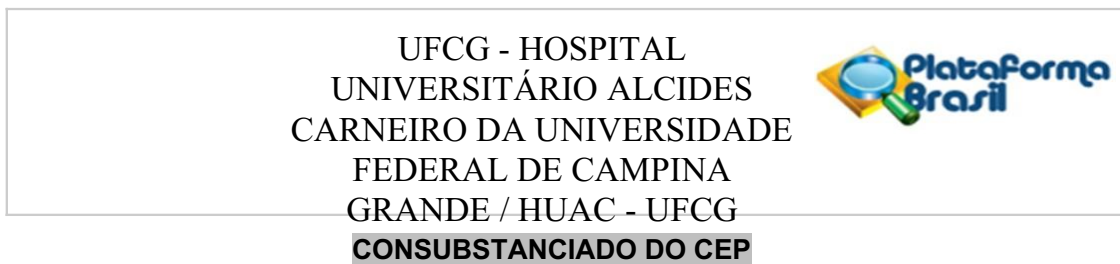 UFCG - HOSPITAL
UNIVERSITÁRIO ALCIDES
CARNEIRO DA UNIVERSIDADE
FEDERAL DE CAMPINA
GRANDE / HUAC - UFCG
Plataforma
Brasil
CONSUBSTANCIADO DO CEP